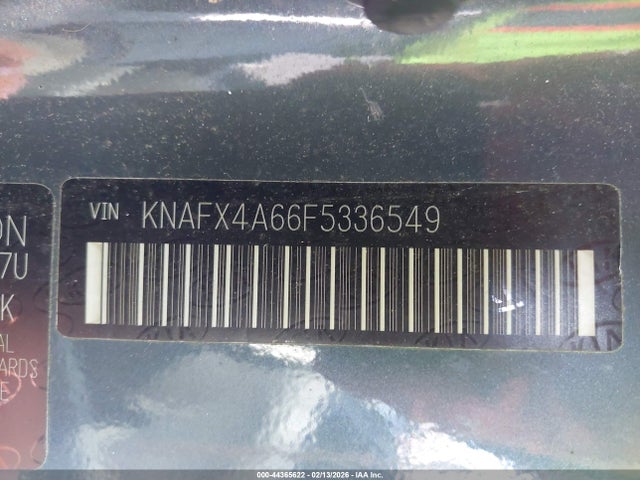 VIN KNAFX4A66F5336549
ON
7U
K
AL
ARDS
E
000-44365622 - 02/13/2026 - IAA Inc.